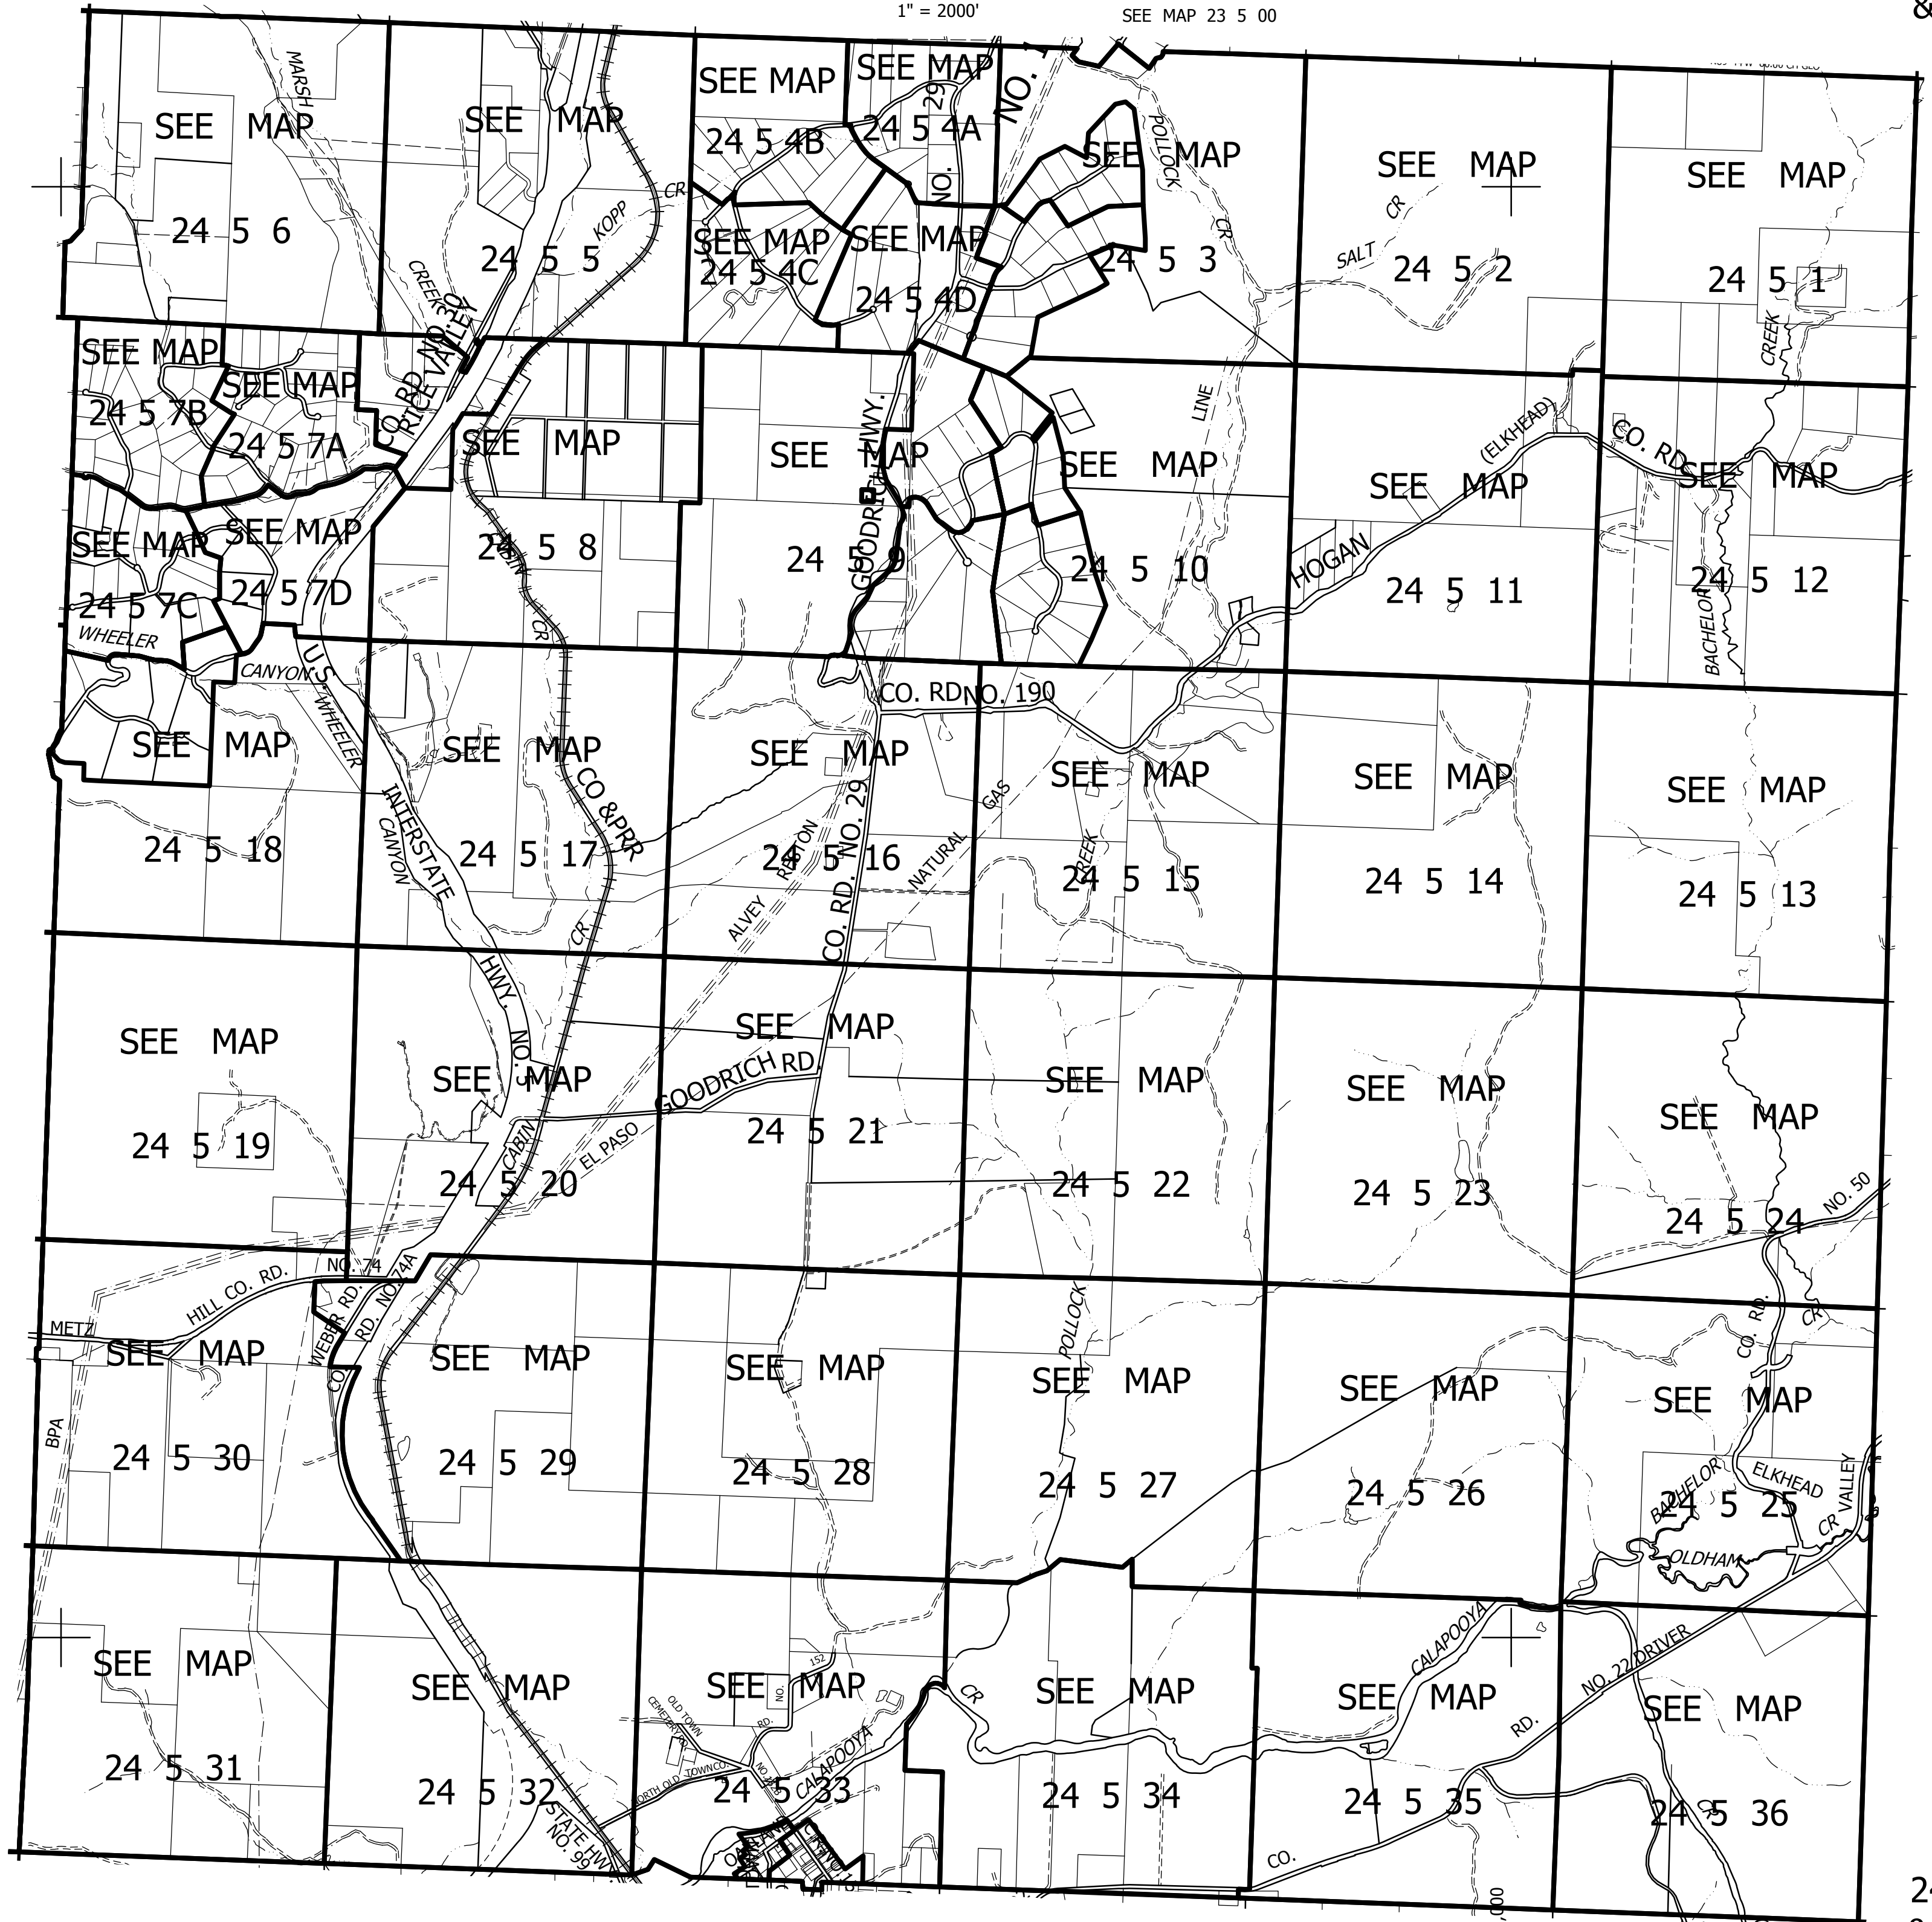 1" = 2000'
SEE MAP 23 5 00
&
MARSH
SEE MAP
24 5 6
SEE MAP
24 5 5
KOPP
CR
CREEK
SEE MAP
24 5 4B
SEE MAP
24 5 4A
29
NO.
NO. 1
SEE MAP
24 5 4C
SEE MAP
24 5 4D
POLLOCK
CR
SEE MAP
24 5 3
SEE MAP
CR
SALT
24 5 2
SEE MAP
24 5 1
CREEK
SEE MAP
24 5 7B
SEE MAP
24 5 7A
CO. RD. NO. 30
RICE VALLEY
SEE MAP
24 5 7C
SEE MAP
24 5 7D
WHEELER
CANYON
SEE MAP
24 5 8
CABIN
CR
SEE MAP
24 5 9
GOODRICH HWY.
SEE MAP
24 5 10
LINE
(ELKHEAD)
SEE MAP
HOGAN
24 5 11
CO. RD.
SEE MAP
24 5 12
BACHELOR
U.S.
WHEELER
SEE MAP
24 5 18
SEE MAP
INTERSTATE
CANYON
24 5 17
CO &PRR
CR.
CO. RD
NO. 190
SEE MAP
24 5 16
CO. RD. NO. 29
ALVEY
RESTON
NATURAL
GAS
SEE MAP
CREEK
24 5 15
SEE MAP
24 5 14
SEE MAP
24 5 13
SEE MAP
24 5 19
HWY.
NO. 5
SEE MAP
CABIN
24 5 20
SEE MAP
GOODRICH RD.
EL PASO
24 5 21
SEE MAP
24 5 22
SEE MAP
24 5 23
SEE MAP
24 5 24
NO. 50
HILL CO. RD.
NO. 74
METZ
WEBER RD.
CO.
RD. NO. 74A
SEE MAP
BPA
24 5 30
SEE MAP
24 5 29
SEE MAP
24 5 28
POLLOCK
SEE MAP
24 5 27
SEE MAP
24 5 26
CO. RD.
CR
SEE MAP
BACHELOR
24 5 25
ELKHEAD
VALLEY
CR
OLDHAM
SEE MAP
24 5 31
SEE MAP
24 5 32
STATE HWY.
NO. 99
SEE MAP
152
NO.
RD.
OLD TOWN
CEMETERY RD.
NORTH OLD TOWN CO.
24 5 33
CALAPOOYA
OAKLAND
CR
SEE MAP
24 5 34
CALAPOOYA
SEE MAP
24 5 35
CO.
RD.
NO. 22 DRIVER
SEE MAP
24 5 36
CR